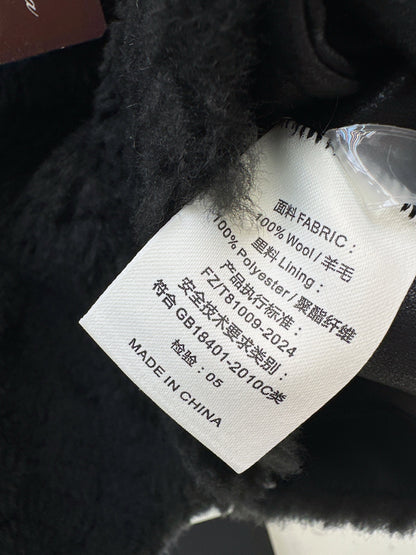 面料 FABRIC :
100% Wool / 羊毛
里料 Lining :
100% Polyester / 聚酯纤维
产品执行标准 :
FZ/T81009-2024
安全技术要求类别 :
符合 GB18401-2010C类
检验 : 05
MADE IN CHINA